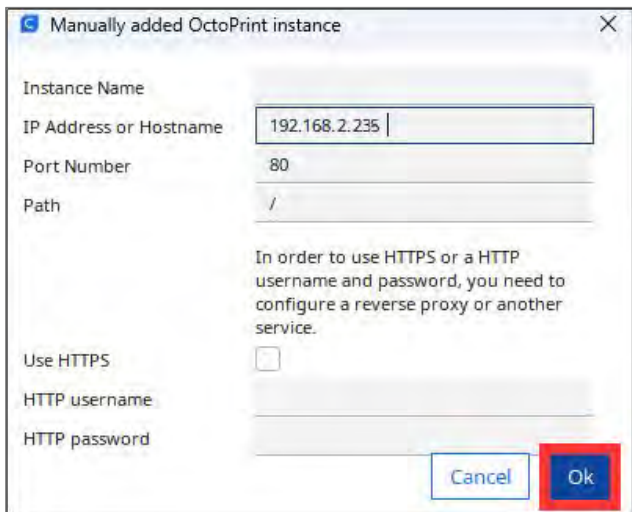 Manually added OctoPrint instance
Instance Name
IP Address or Hostname 192.168.2.235
Port Number 80
Path /
In order to use HTTPS or a HTTP
username and password, you need to
configure a reverse proxy or another
service.
Use HTTPS
HTTP username
HTTP password
Cancel Ok